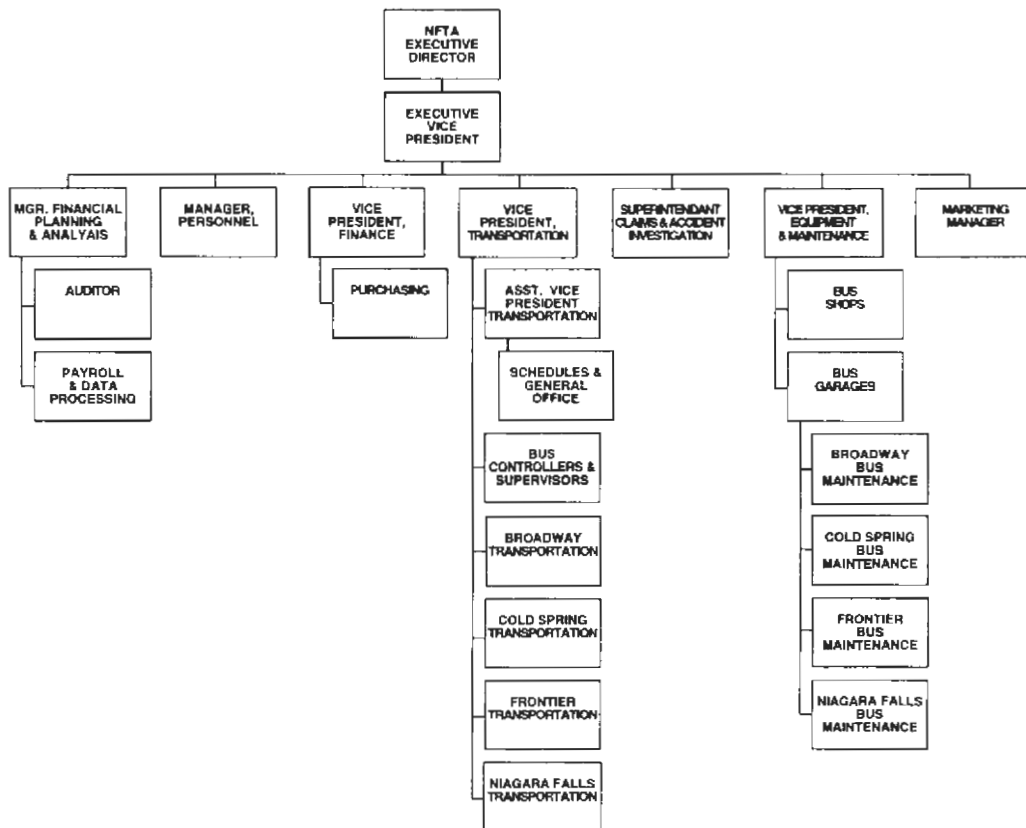 NFTA
EXECUTIVE
DIRECTOR
EXECUTIVE
VICE
PRESIDENT
MGR. FINANCIAL
PLANNING
& ANALYAIS
MANAGER,
PERSONNEL
VICE
PRESIDENT,
FINANCE
VICE
PRESIDENT,
TRANSPORTATION
SUPERINTENDANT
CLAIMS & ACCIDENT
INVESTIGATION
VICE PRESIDENT,
EQUIPMENT
& MAINTENANCE
MARKETING
MANAGER
AUDITOR
PAYROLL
& DATA
PROCESSING
PURCHASING
ASST. VICE
PRESIDENT
TRANSPORTATION
SCHEDULES &
GENERAL
OFFICE
BUS
CONTROLLERS &
SUPERVISORS
BROADWAY
TRANSPORTATION
COLD SPRING
TRANSPORTATION
FRONTIER
TRANSPORTATION
NIAGARA FALLS
TRANSPORTATION
BUS
SHOPS
BUS
GARAGES
BROADWAY
BUS
MAINTENANCE
COLD SPRING
BUS
MAINTENANCE
FRONTIER
BUS
MAINTENANCE
NIAGARA FALLS
BUS
MAINTENANCE